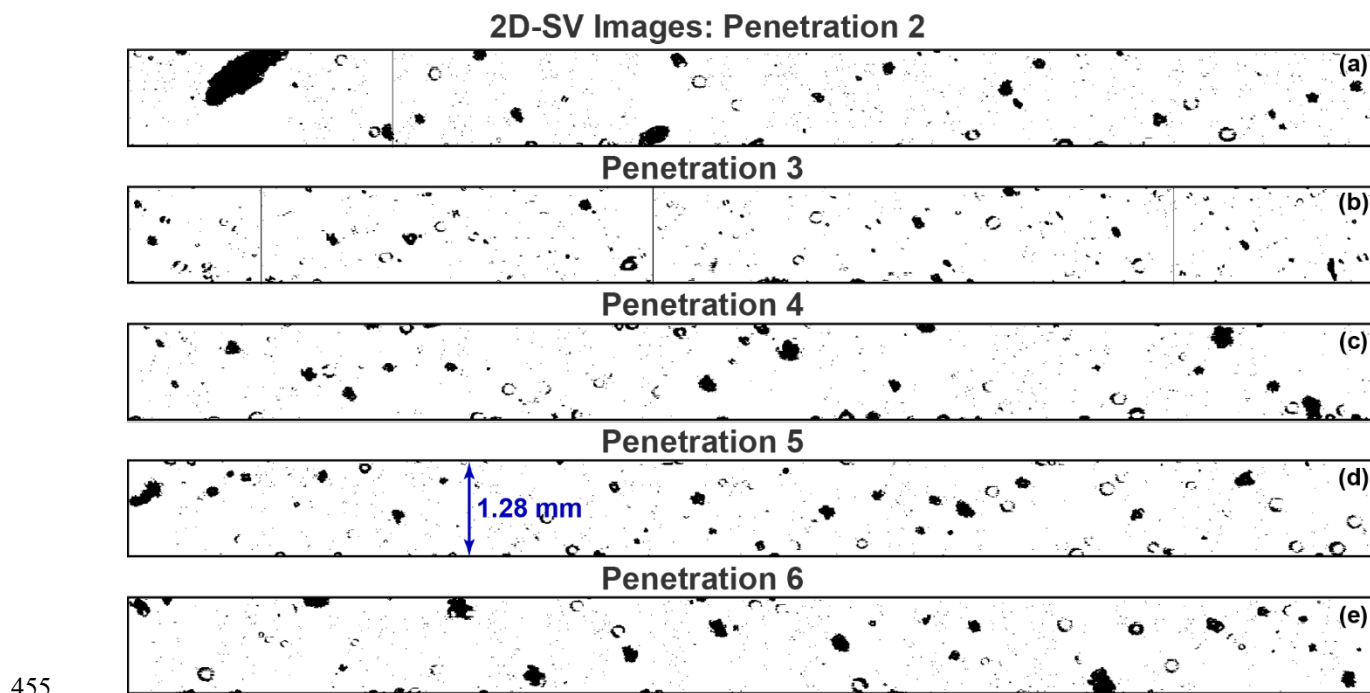 2D-SV Images: Penetration 2
(a)
Penetration 3
(b)
Penetration 4
(c)
Penetration 5
(d)
1.28 mm
Penetration 6
(e)
455